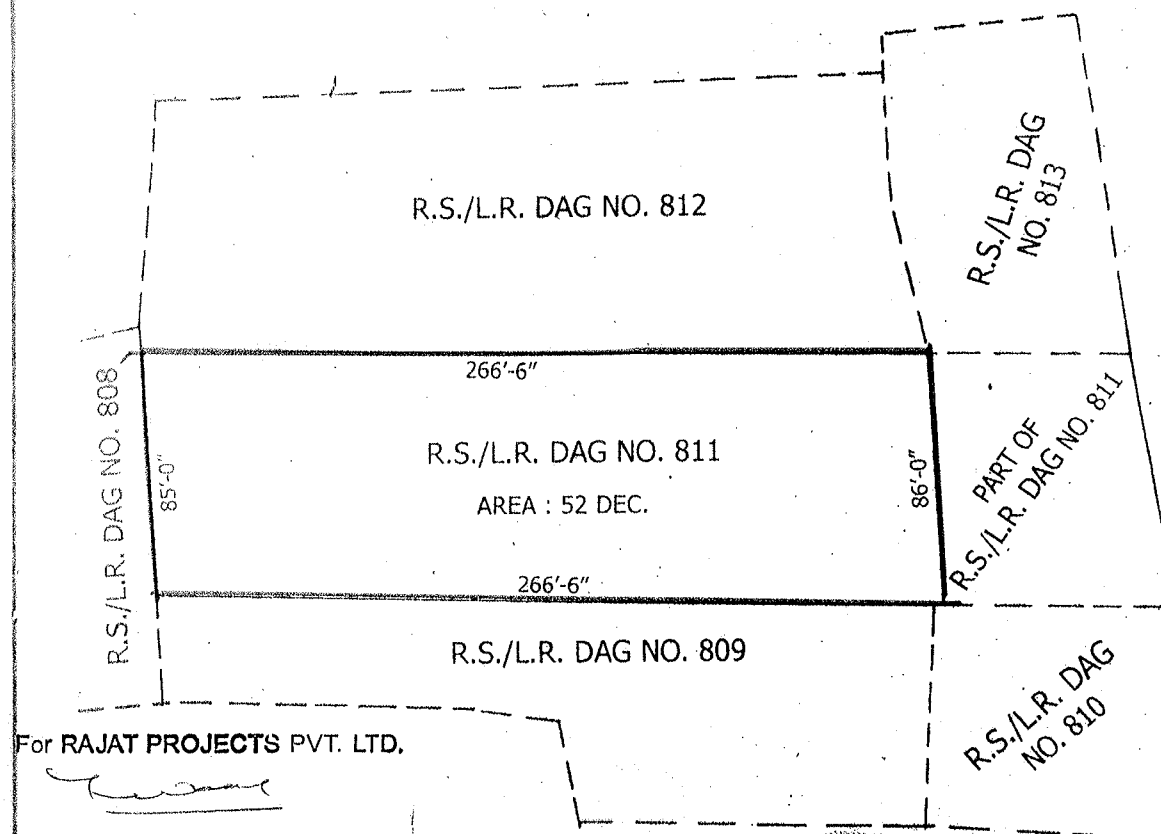 R.S./L.R. DAG NO. 812
R.S./L.R. DAG
NO. 813
266'-6"
R.S./L.R. DAG NO. 808
85'-0"
R.S./L.R. DAG NO. 811
AREA : 52 DEC.
86'-0"
PART OF
R.S./L.R. DAG NO. 811
266'-6"
R.S./L.R. DAG NO. 809
R.S./L.R. DAG
NO. 810
For RAJAT PROJECTS PVT. LTD.